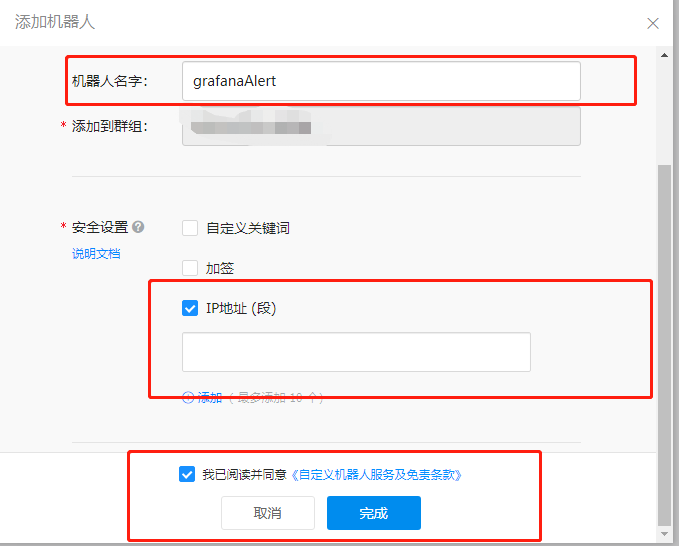 添加机器人
机器人名字：
grafanaAlert
* 添加到群组：
* 安全设置
说明文档
自定义关键词
加签
IP地址 (段)
添加 (最多添加 10 个)
我已阅读并同意《自定义机器人服务及免责条款》
取消
完成